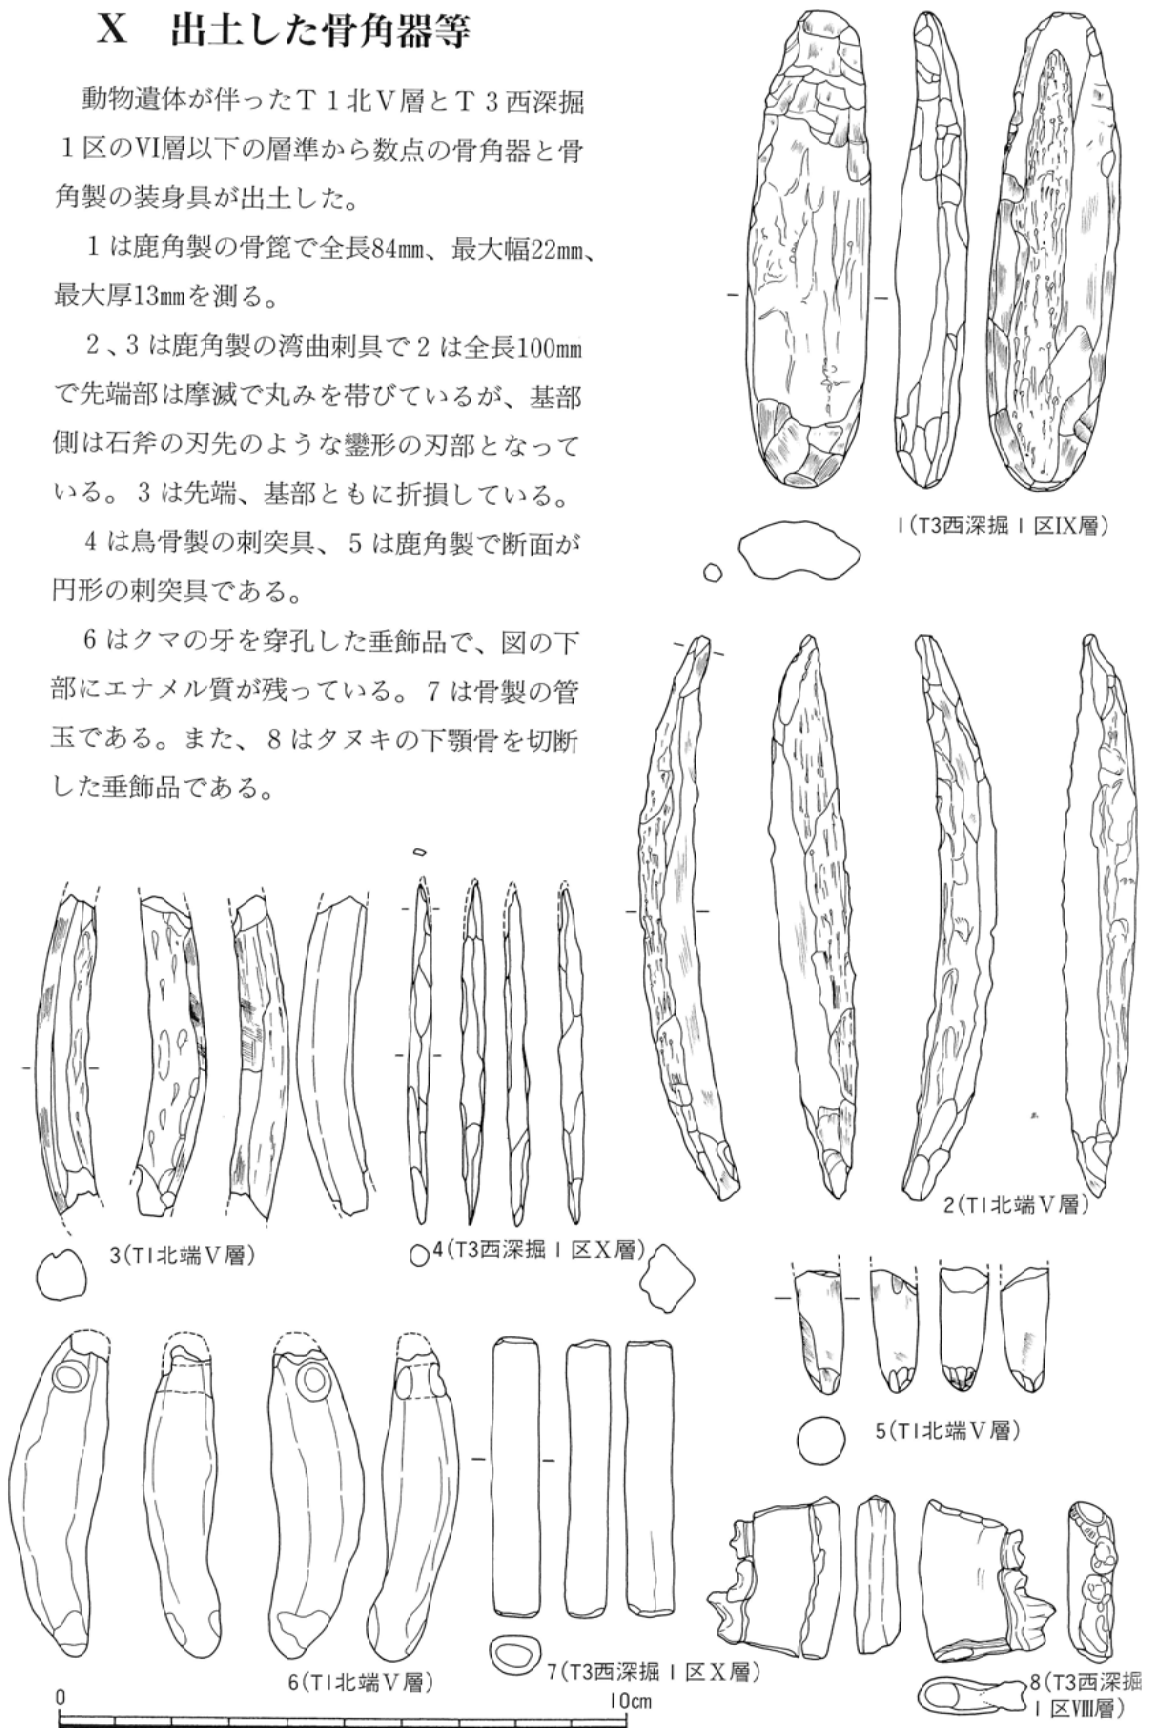 X 出土した骨角器等
動物遺体が伴ったT1北V層とT3西深掘
1区のVI層以下の層準から数点の骨角器と骨
角製の装身具が出土した。
1は鹿角製の骨箆で全長84㎜、最大幅22㎜、
最大厚13㎜を測る。
2、3は鹿角製の湾曲刺具で2は全長100㎜
で先端部は摩滅で丸みを帯びているが、基部
側は石斧の刃先のような鑾形の刃部となって
いる。3は先端、基部ともに折損している。
4は鳥骨製の刺突具、5は鹿角製で断面が
円形の刺突具である。
6はクマの牙を穿孔した垂飾品で、図の下
部にエナメル質が残っている。7は骨製の管
玉である。また、8はタヌキの下顎骨を切断
した垂飾品である。
1(T3西深掘1区IX層)
2(T1北端V層)
3(T1北端V層)
4(T3西深掘1区X層)
5(T1北端V層)
6(T1北端V層)
7(T3西深掘1区X層)
8(T3西深掘
1区VIII層)
0 10cm